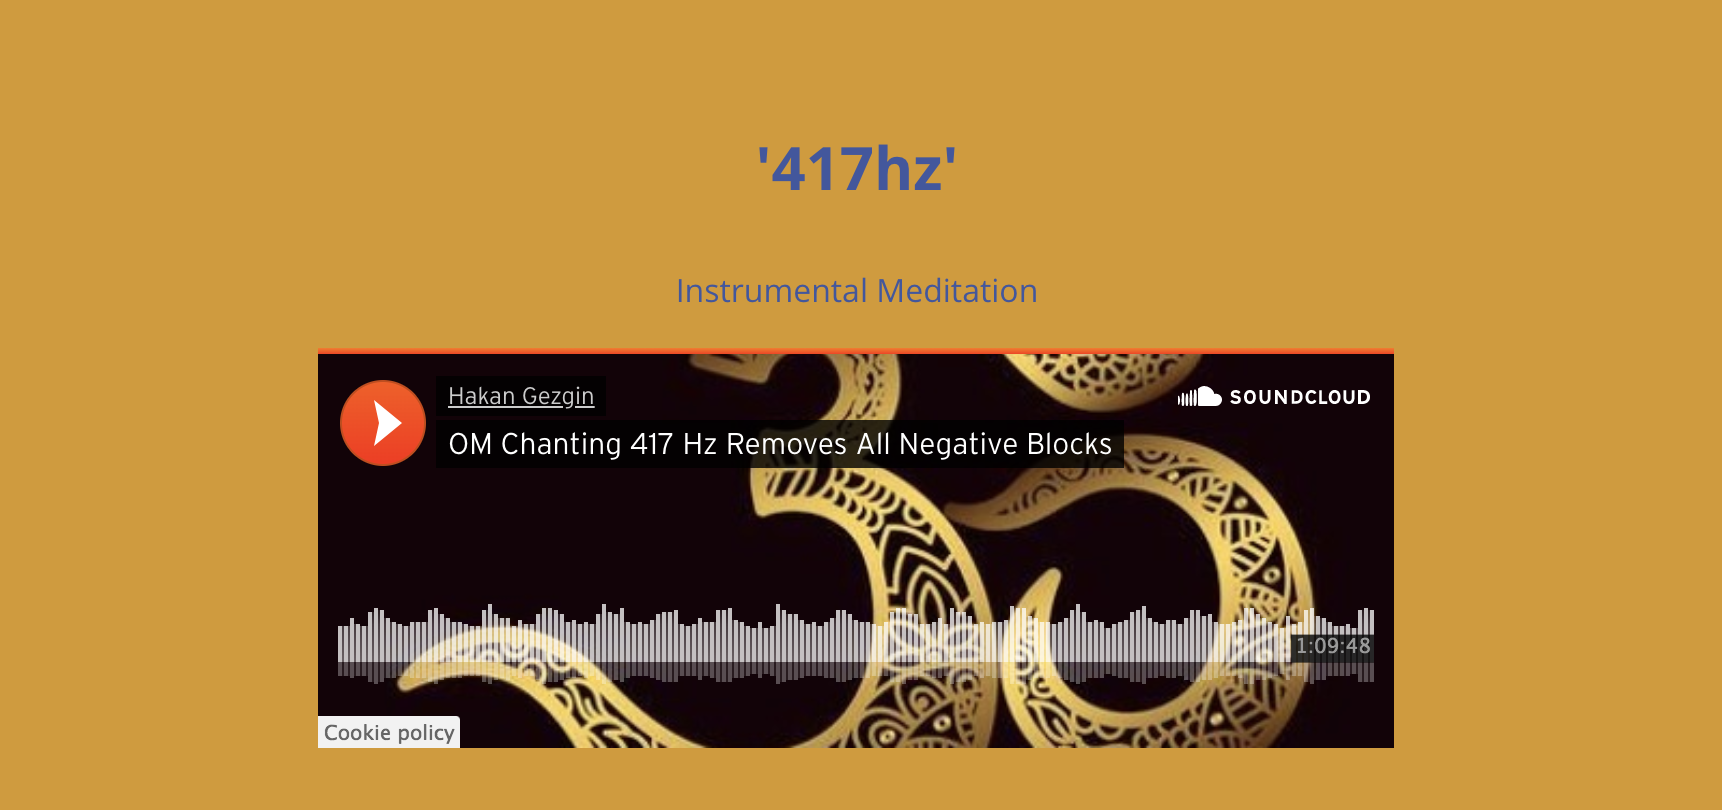 '417hz'
Instrumental Meditation
Hakan Gezgin
SOUNDCLOUD
OM Chanting 417 Hz Removes All Negative Blocks
1:09:48
Cookie policy